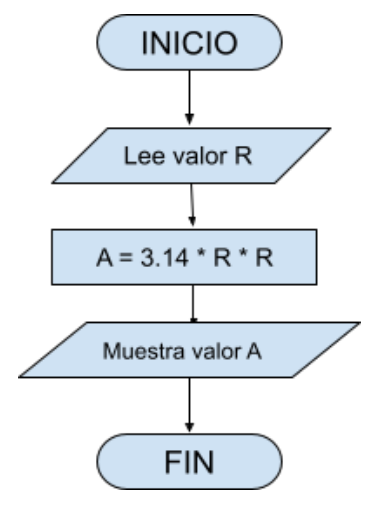 INICIO
Lee valor R
A = 3.14 * R * R
Muestra valor A
FIN